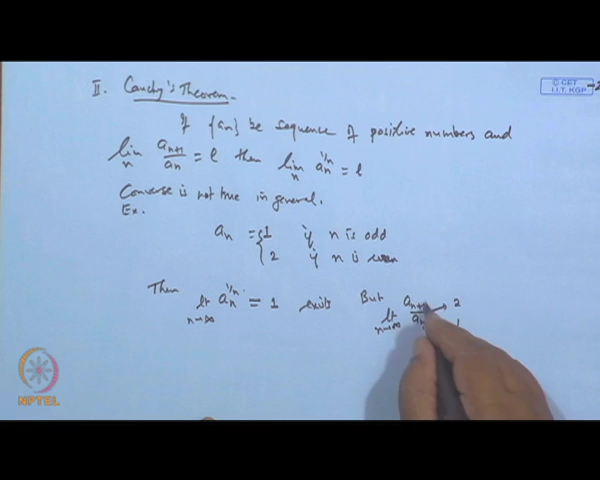 © CET
I.I.T. KGP
II. Cauchy's Theorem.
If {an} be sequence of positive numbers and
lim n an+1/an = l then lim n an^1/n = l
Converse is not true in general.
Ex.
an = { 1 if n is odd
2 if n is even
Then lt n→∞ an^1/n = 1 exists But lt n→∞ an+1/an → 2
1
NPTEL